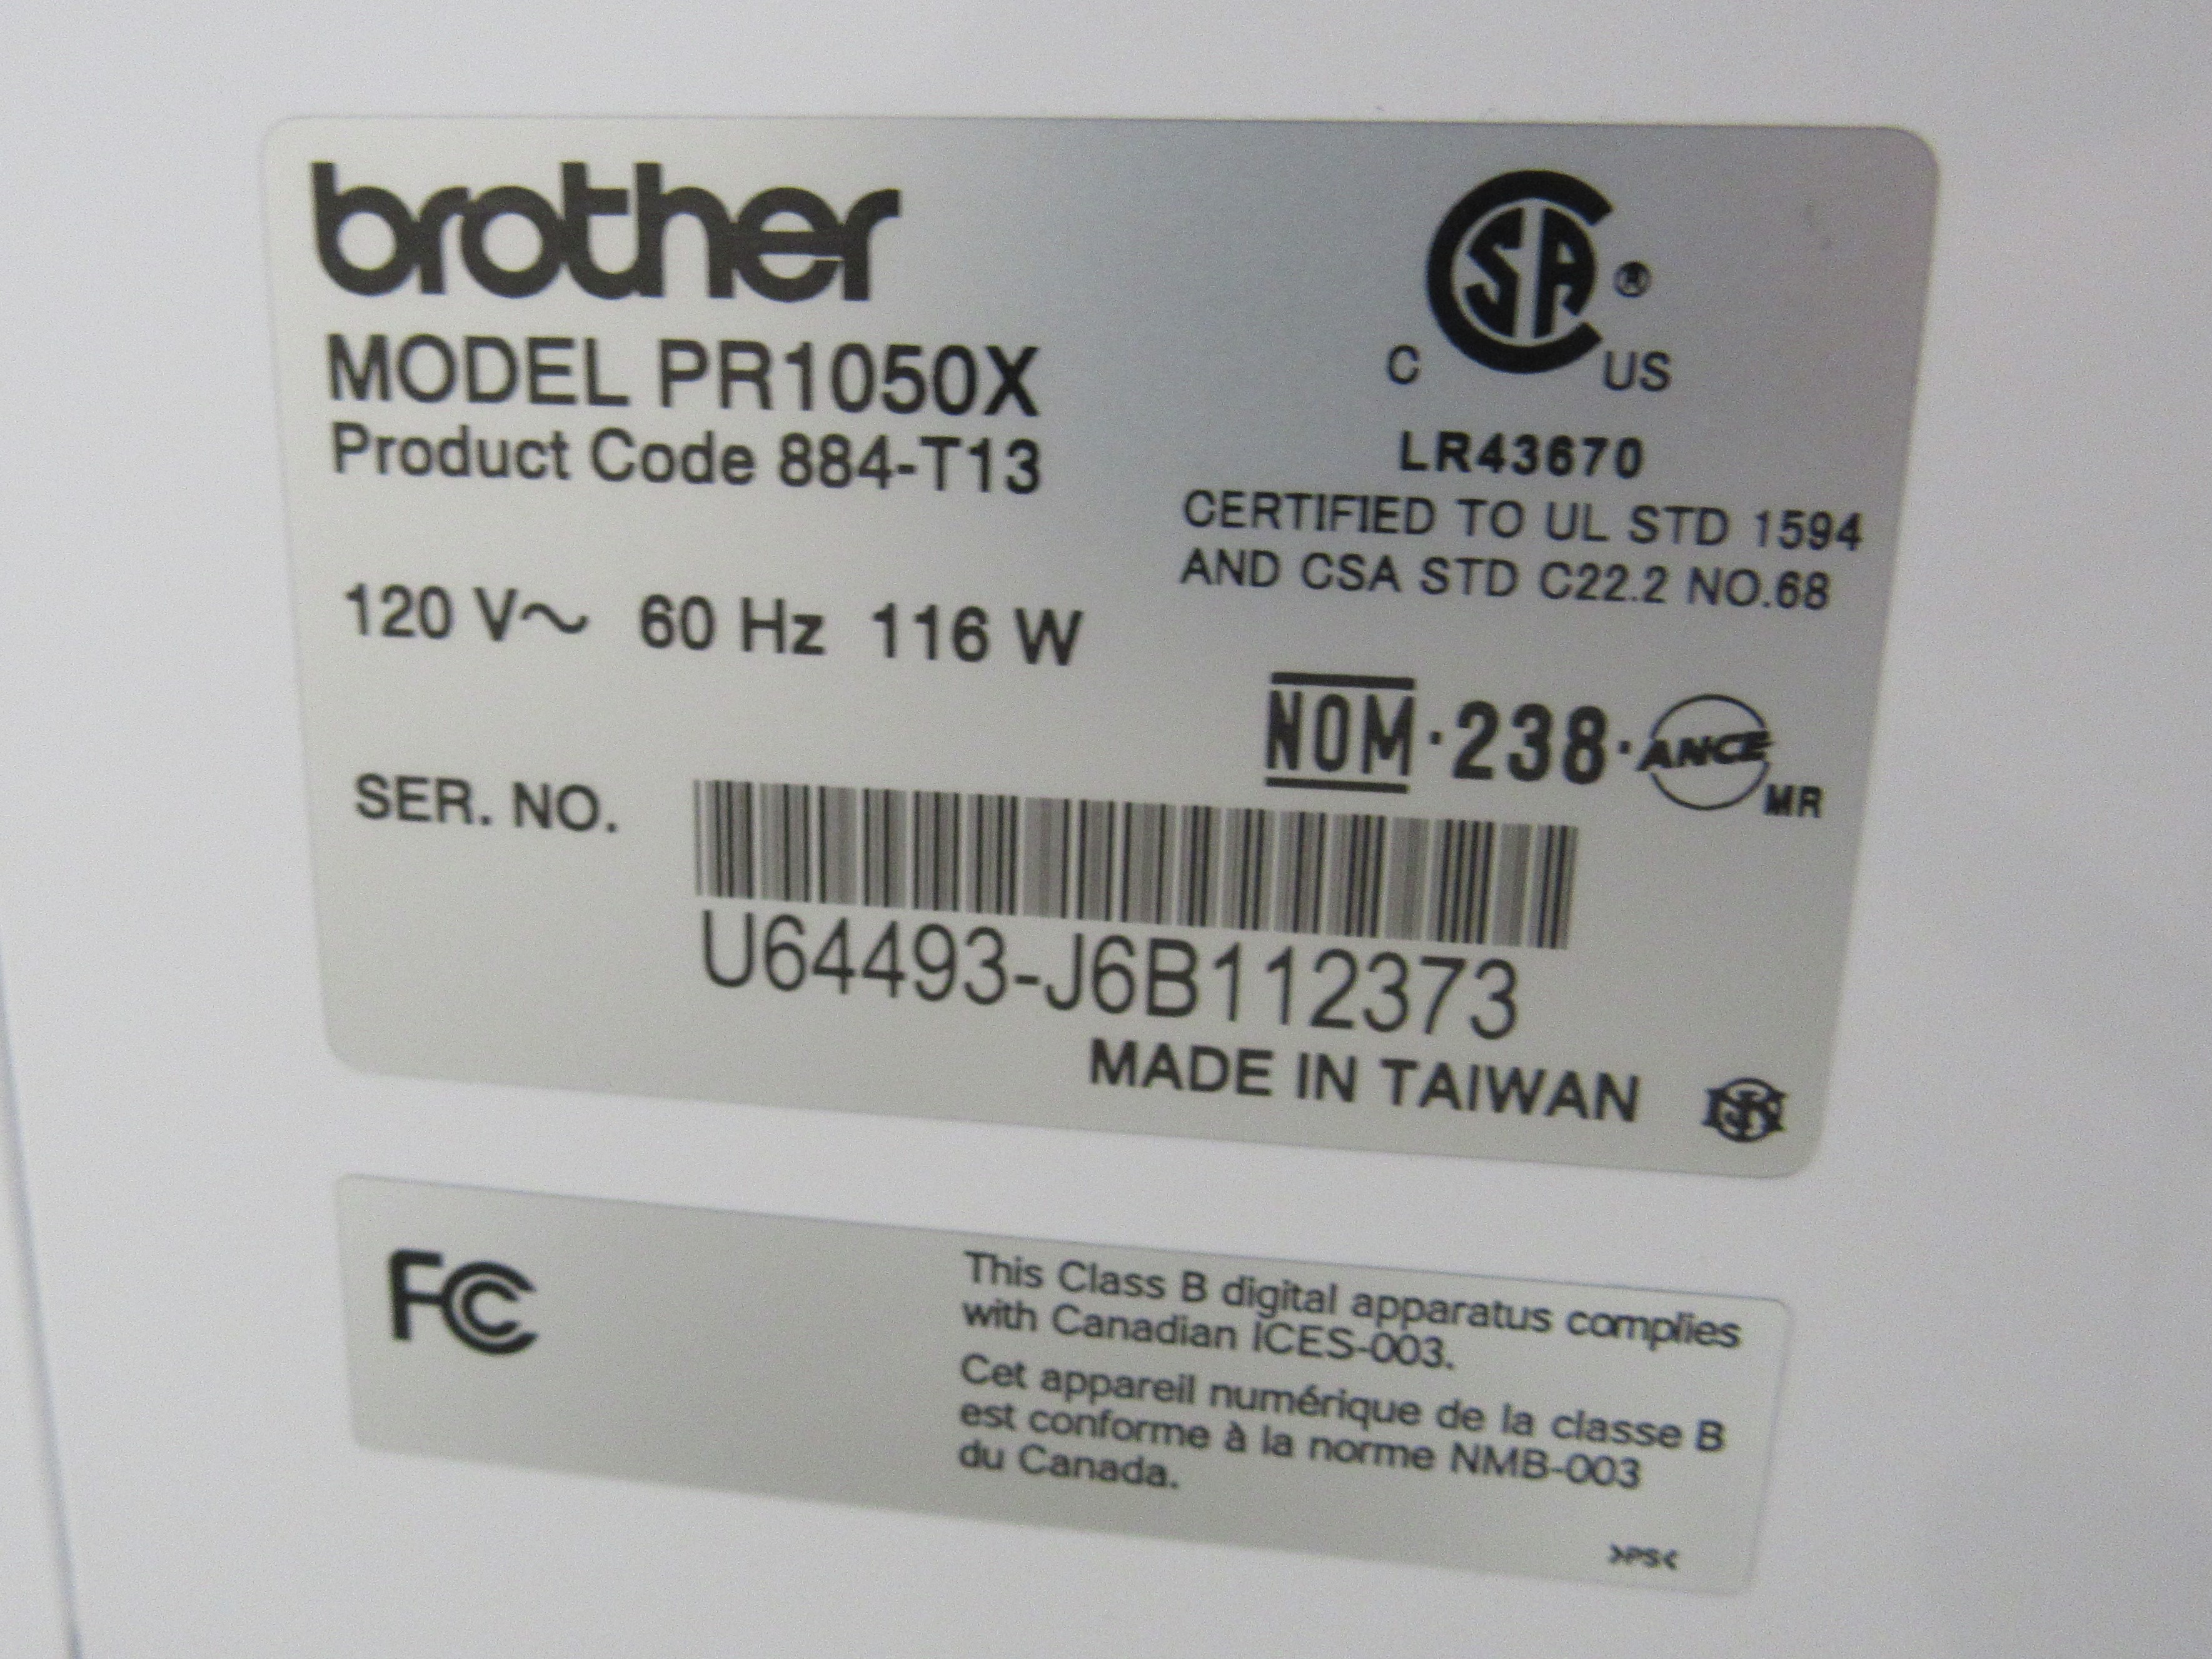 brother
MODEL PR1050X
Product Code 884-T13
120 V~ 60 Hz 116 W
SER. NO.
U64493-J6B112373
MADE IN TAIWAN
CSA®
C US
LR43670
CERTIFIED TO UL STD 1594
AND CSA STD C22.2 NO.68
NOM·238·ANCE
MR
FC
This Class B digital apparatus complies
with Canadian ICES-003.
Cet appareil numérique de la classe B
est conforme à la norme NMB-003
du Canada.
>PS<